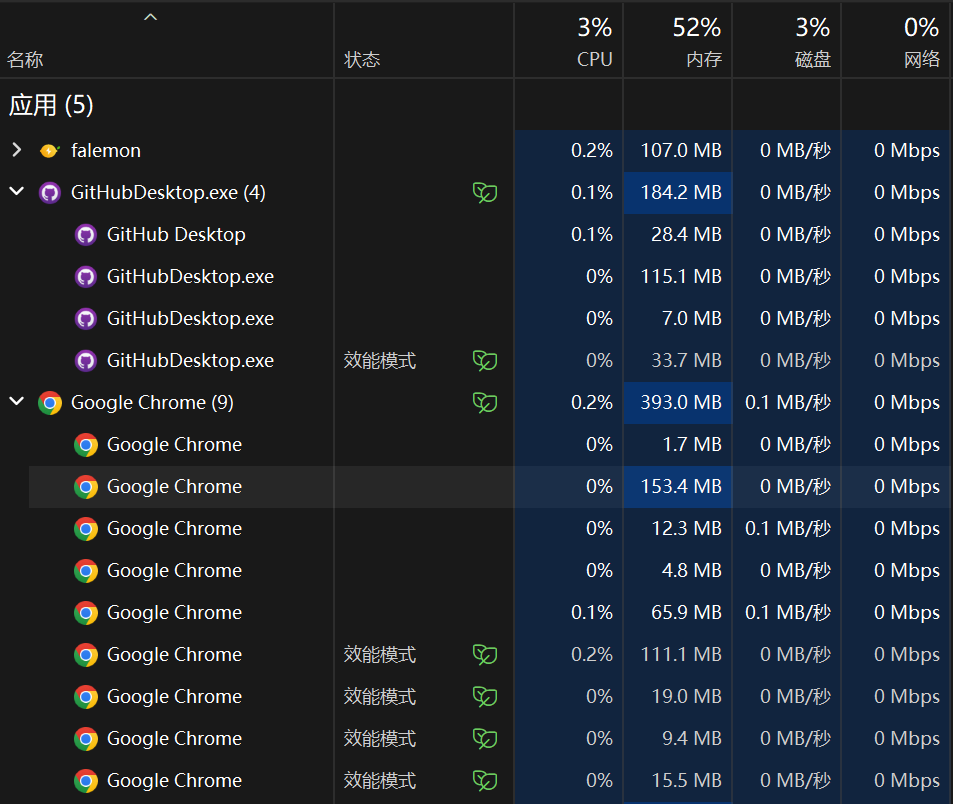 3% 52% 3% 0%
名称 状态 CPU 内存 磁盘 网络
应用 (5)
falemon 0.2% 107.0 MB 0 MB/秒 0 Mbps
GitHubDesktop.exe (4) 0.1% 184.2 MB 0 MB/秒 0 Mbps
GitHub Desktop 0.1% 28.4 MB 0 MB/秒 0 Mbps
GitHubDesktop.exe 0% 115.1 MB 0 MB/秒 0 Mbps
GitHubDesktop.exe 0% 7.0 MB 0 MB/秒 0 Mbps
GitHubDesktop.exe 效能模式 0% 33.7 MB 0 MB/秒 0 Mbps
Google Chrome (9) 0.2% 393.0 MB 0.1 MB/秒 0 Mbps
Google Chrome 0% 1.7 MB 0 MB/秒 0 Mbps
Google Chrome 0% 153.4 MB 0 MB/秒 0 Mbps
Google Chrome 0% 12.3 MB 0.1 MB/秒 0 Mbps
Google Chrome 0% 4.8 MB 0 MB/秒 0 Mbps
Google Chrome 0.1% 65.9 MB 0.1 MB/秒 0 Mbps
Google Chrome 效能模式 0.2% 111.1 MB 0 MB/秒 0 Mbps
Google Chrome 效能模式 0% 19.0 MB 0 MB/秒 0 Mbps
Google Chrome 效能模式 0% 9.4 MB 0 MB/秒 0 Mbps
Google Chrome 效能模式 0% 15.5 MB 0 MB/秒 0 Mbps